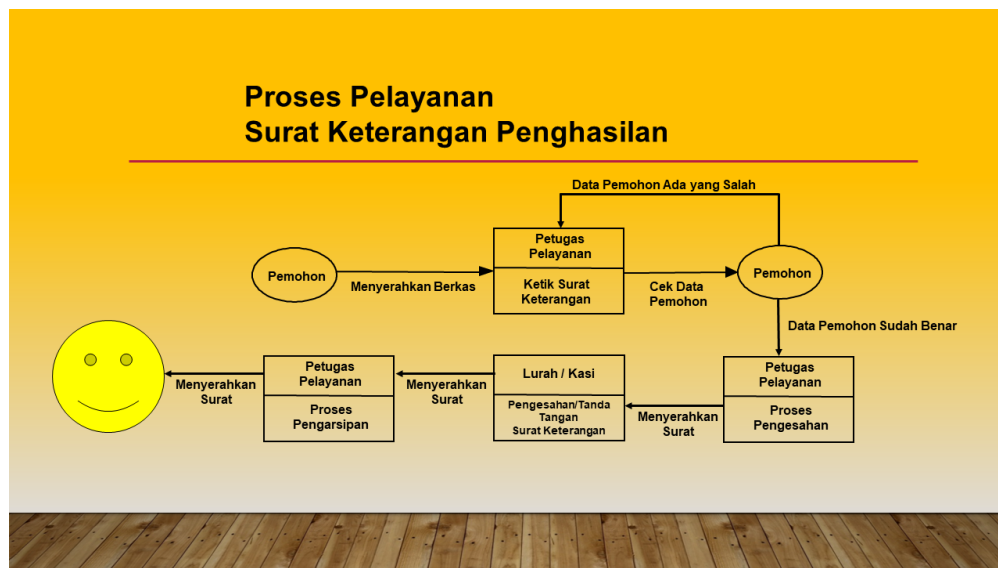 Proses Pelayanan
Surat Keterangan Penghasilan
Data Pemohon Ada yang Salah
Pemohon
Menyerahkan Berkas
Petugas
Pelayanan
Ketik Surat
Keterangan
Cek Data
Pemohon
Pemohon
Data Pemohon Sudah Benar
Petugas
Pelayanan
Proses
Pengesahan
Menyerahkan
Surat
Lurah / Kasi
Pengesahan/Tanda
Tangan
Surat Keterangan
Menyerahkan
Surat
Petugas
Pelayanan
Proses
Pengarsipan
Menyerahkan
Surat